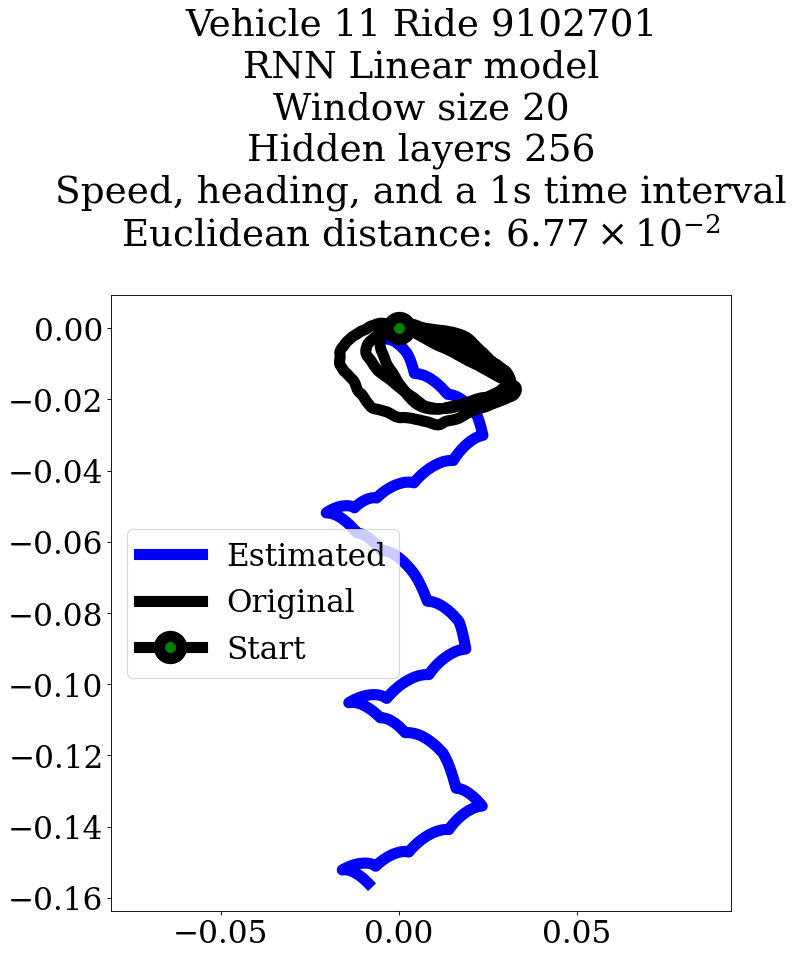 Vehicle 11 Ride 9102701
RNN Linear model
Window size 20
Hidden layers 256
Speed, heading, and a 1s time interval
Euclidean distance: 6.77 × 10⁻²
0.00
−0.02
−0.04
−0.06
−0.08
−0.10
−0.12
−0.14
−0.16
Estimated
Original
Start
−0.05 0.00 0.05